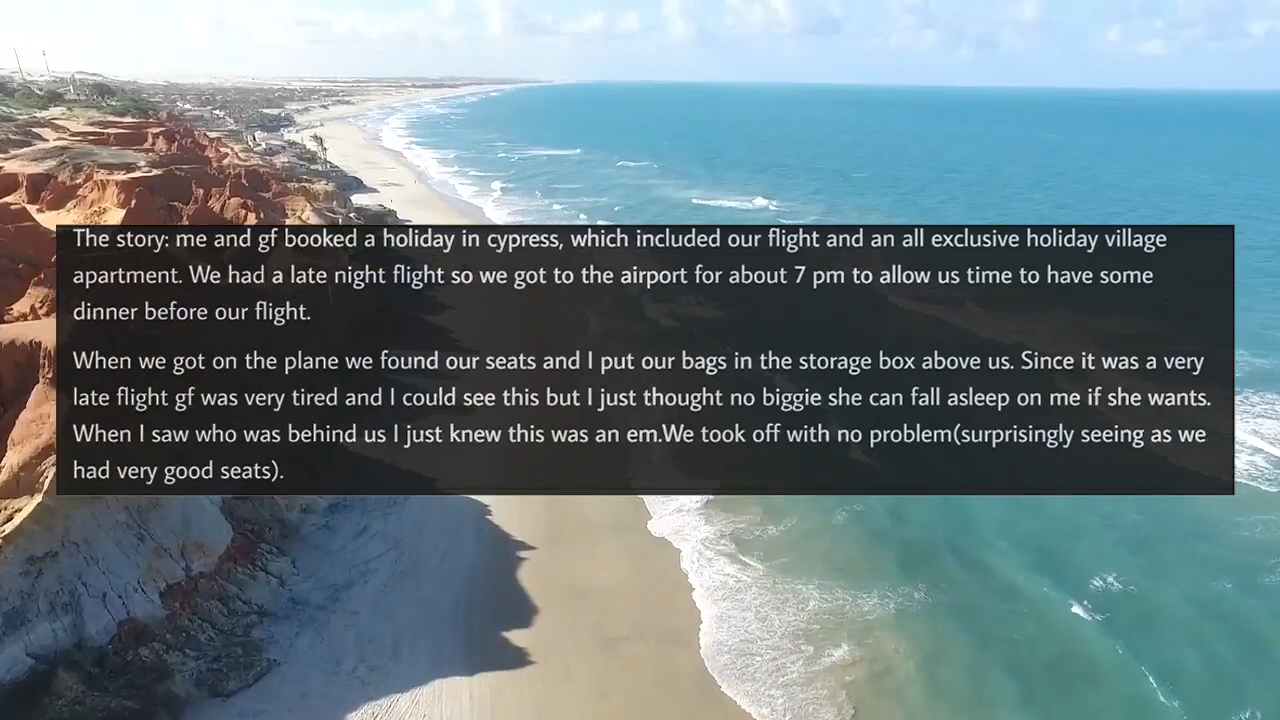 The story: me and gf booked a holiday in cypress, which included our flight and an all exclusive holiday village
apartment. We had a late night flight so we got to the airport for about 7 pm to allow us time to have some
dinner before our flight.
When we got on the plane we found our seats and I put our bags in the storage box above us. Since it was a very
late flight gf was very tired and I could see this but I just thought no biggie she can fall asleep on me if she wants.
When I saw who was behind us I just knew this was an em.We took off with no problem(surprisingly seeing as we
had very good seats).